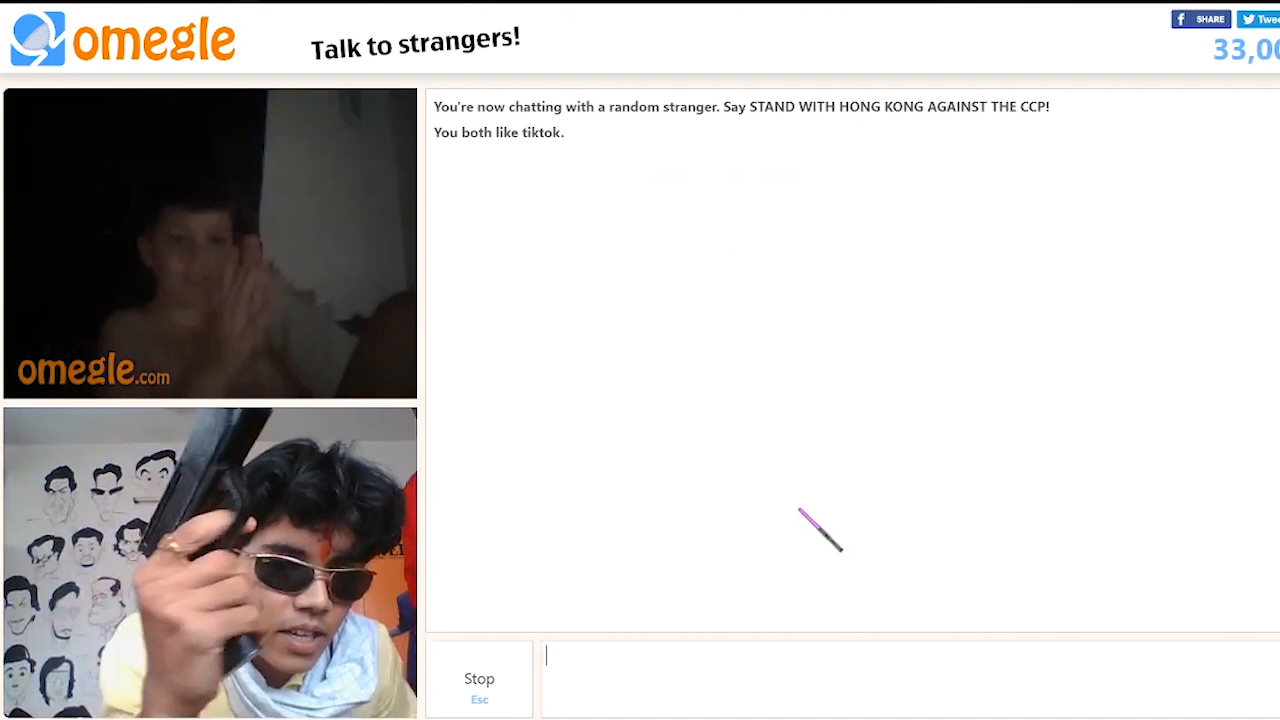 omegle
Talk to strangers!
f SHARE
Twee
33,00
You're now chatting with a random stranger. Say STAND WITH HONG KONG AGAINST THE CCP!
You both like tiktok.
omegle.com
Stop
Esc